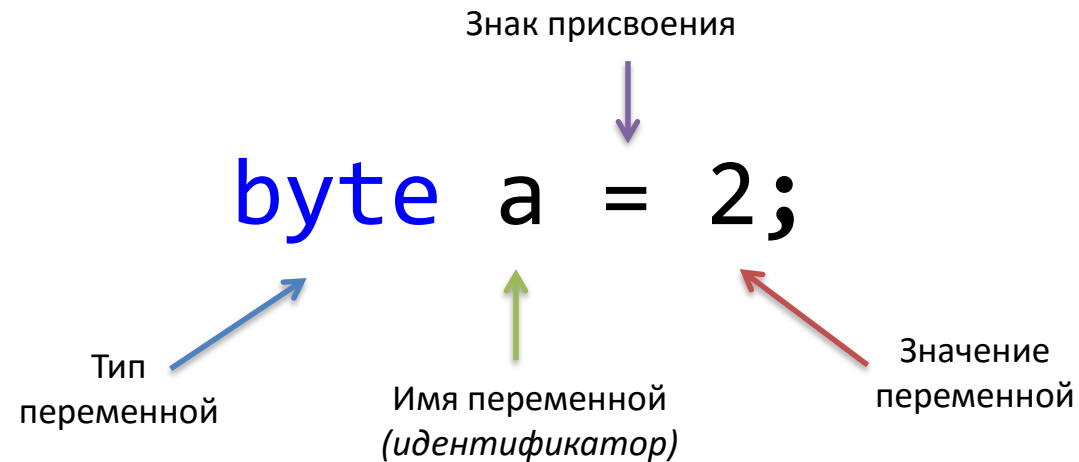 Знак присвоения
byte a = 2;
Тип
переменной
Имя переменной
(идентификатор)
Значение
переменной